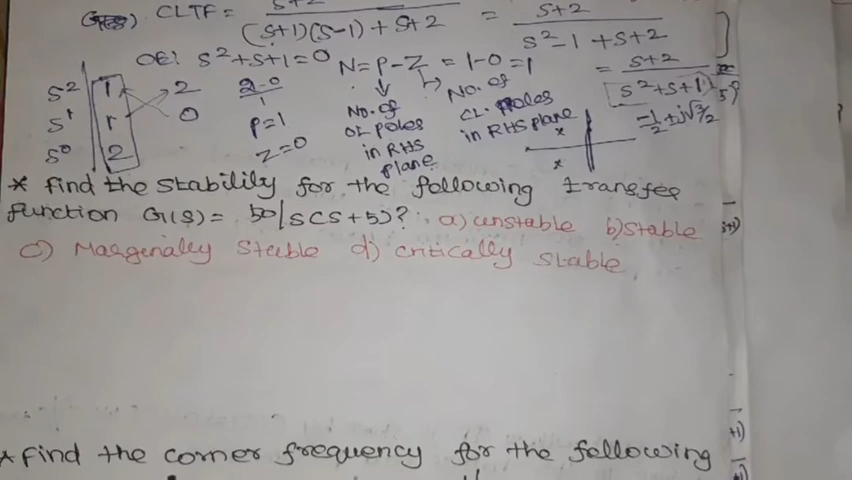 CLTF = s+2 / (s+1)(s-1) + s+2 = s+2 / s²-1+s+2
CE: s²+s+1=0 N=P-Z = 1-0=1 = s+2 / s²+s+1
s² 1 2 2-0/1 No. of
s¹ 1 0 P=1 No. of CL poles -1/2+j√3/2
s⁰ 2 Z=0 OL poles in RHS plane
in RHS
plane
* Find the stability for the following transfer
function G(s)= 50/s(s+5)? a) unstable b) stable
c) Marginally stable d) critically stable
* Find the corner frequency for the following